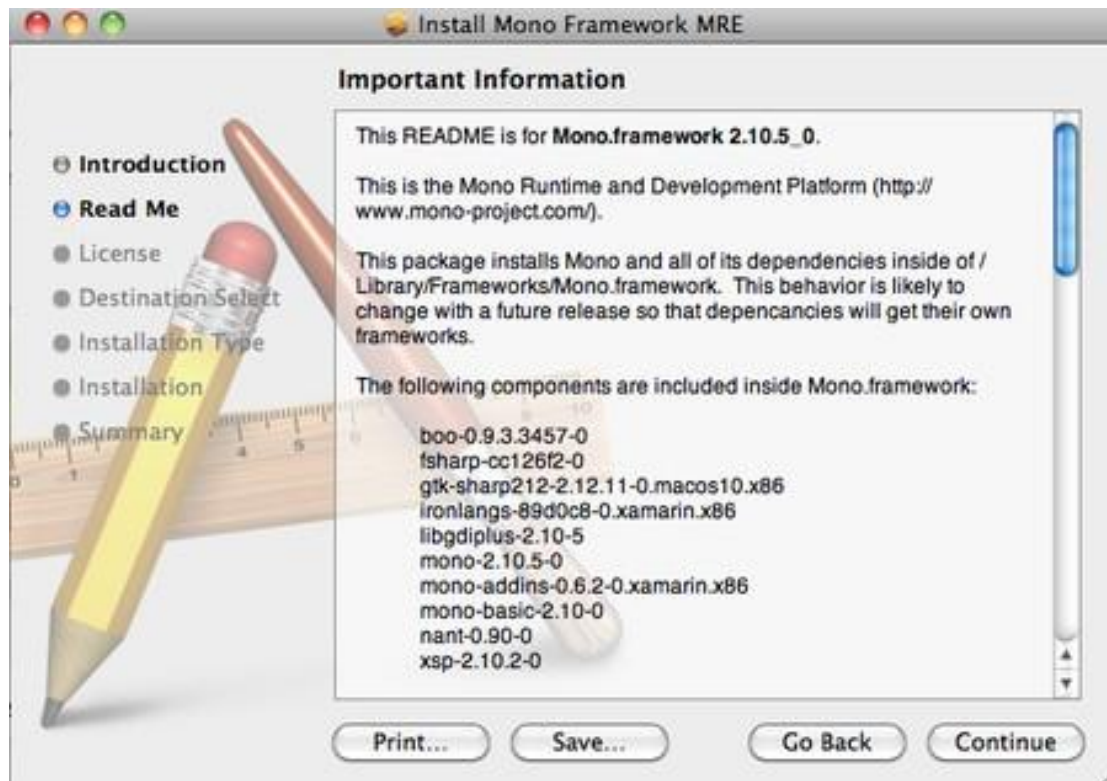 Install Mono Framework MRE
Important Information
Introduction
Read Me
License
Destination Select
Installation Type
Installation
Summary
This README is for Mono.framework 2.10.5_0.
This is the Mono Runtime and Development Platform (http://
www.mono-project.com/).
This package installs Mono and all of its dependencies inside of /
Library/Frameworks/Mono.framework. This behavior is likely to
change with a future release so that depencancies will get their own
frameworks.
The following components are included inside Mono.framework:
boo-0.9.3.3457-0
fsharp-cc126f2-0
gtk-sharp212-2.12.11-0.macos10.x86
ironlangs-89d0c8-0.xamarin.x86
libgdiplus-2.10-5
mono-2.10.5-0
mono-addins-0.6.2-0.xamarin.x86
mono-basic-2.10-0
nant-0.90-0
xsp-2.10.2-0
Print... Save... Go Back Continue